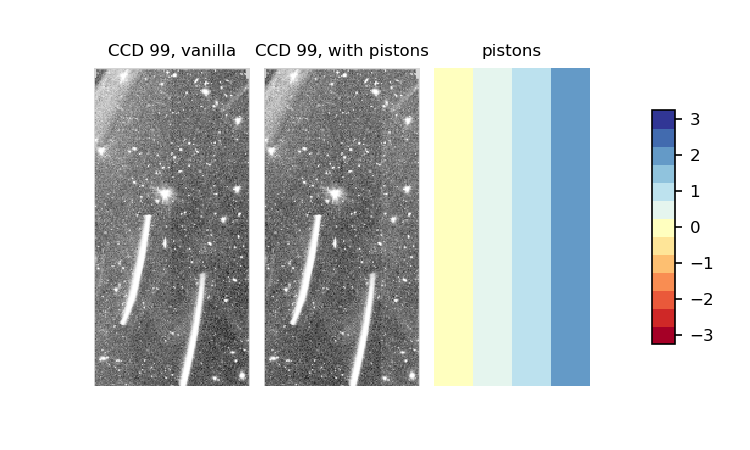 CCD 99, vanilla
CCD 99, with pistons
pistons
3
2
1
0
−1
−2
−3